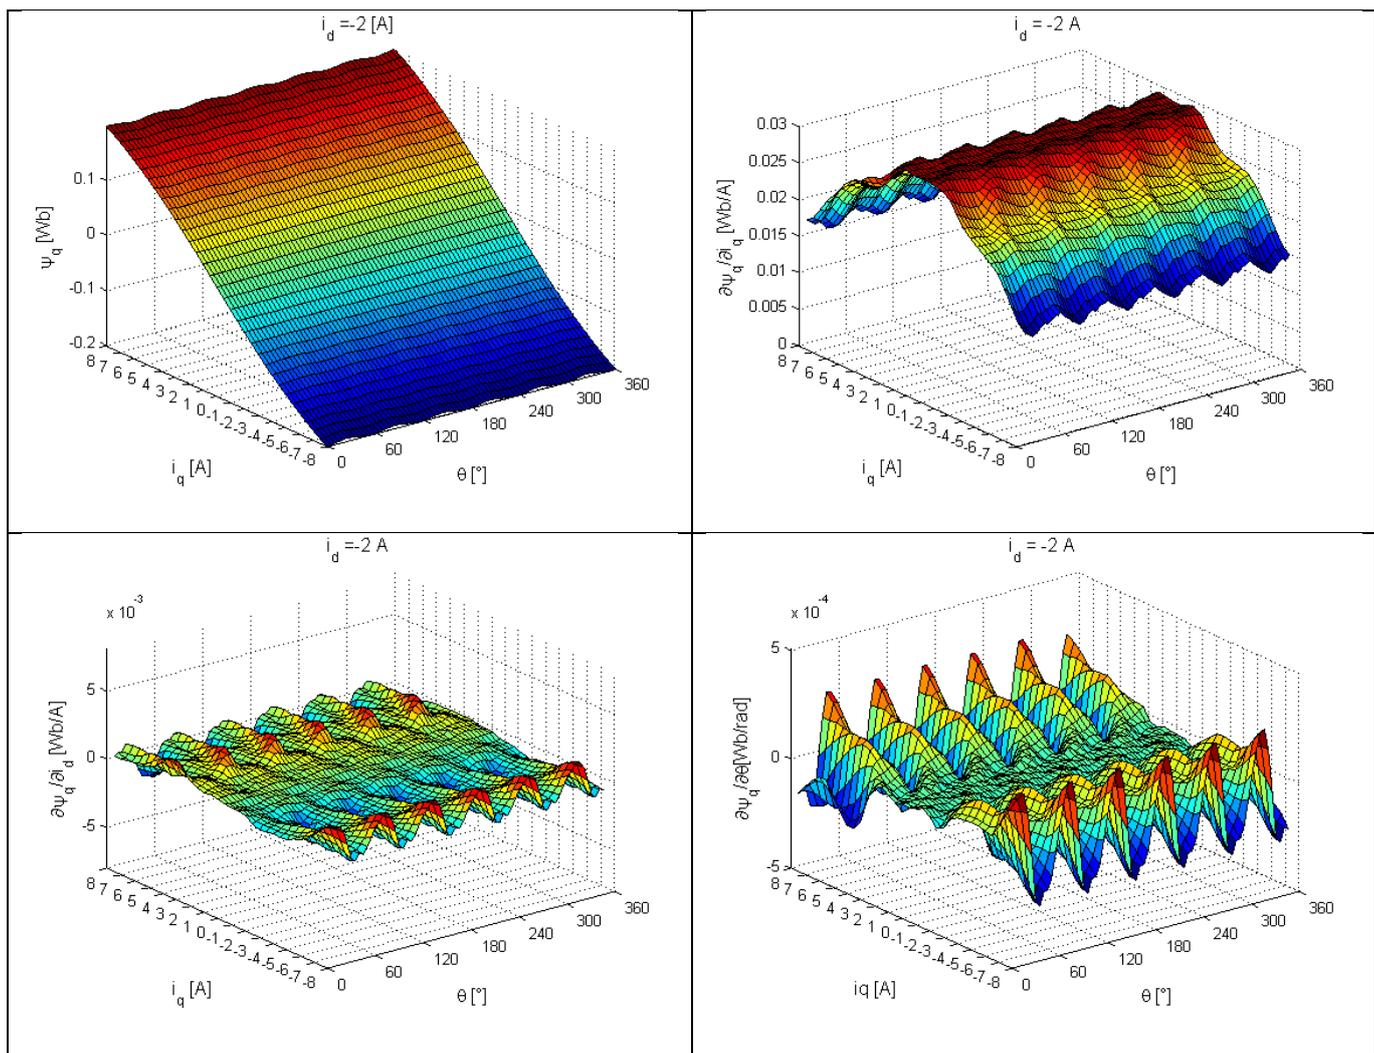 i_d =-2 [A]
ψ_q [Wb]
0.1
0
-0.1
-0.2
8 7 6 5 4 3 2 1 0 -1 -2 -3 -4 -5 -6 -7 -8
0 60 120 180 240 300 360
i_q [A]
θ [°]
i_d = -2 A
∂ψ_q/∂i_q [Wb/A]
0.03
0.025
0.02
0.015
0.01
0.005
0
8 7 6 5 4 3 2 1 0 -1 -2 -3 -4 -5 -6 -7 -8
0 60 120 180 240 300 360
i_q [A]
θ [°]
i_d =-2 A
x 10^-3
∂ψ_q/∂i_d [Wb/A]
5
0
-5
8 7 6 5 4 3 2 1 0 -1 -2 -3 -4 -5 -6 -7 -8
0 60 120 180 240 300 360
i_q [A]
θ [°]
i_d = -2 A
x 10^-4
∂ψ_q/∂θ[Wb/rad]
5
0
-5
8 7 6 5 4 3 2 1 0 -1 -2 -3 -4 -5 -6 -7 -8
0 60 120 180 240 300 360
iq [A]
θ [°]